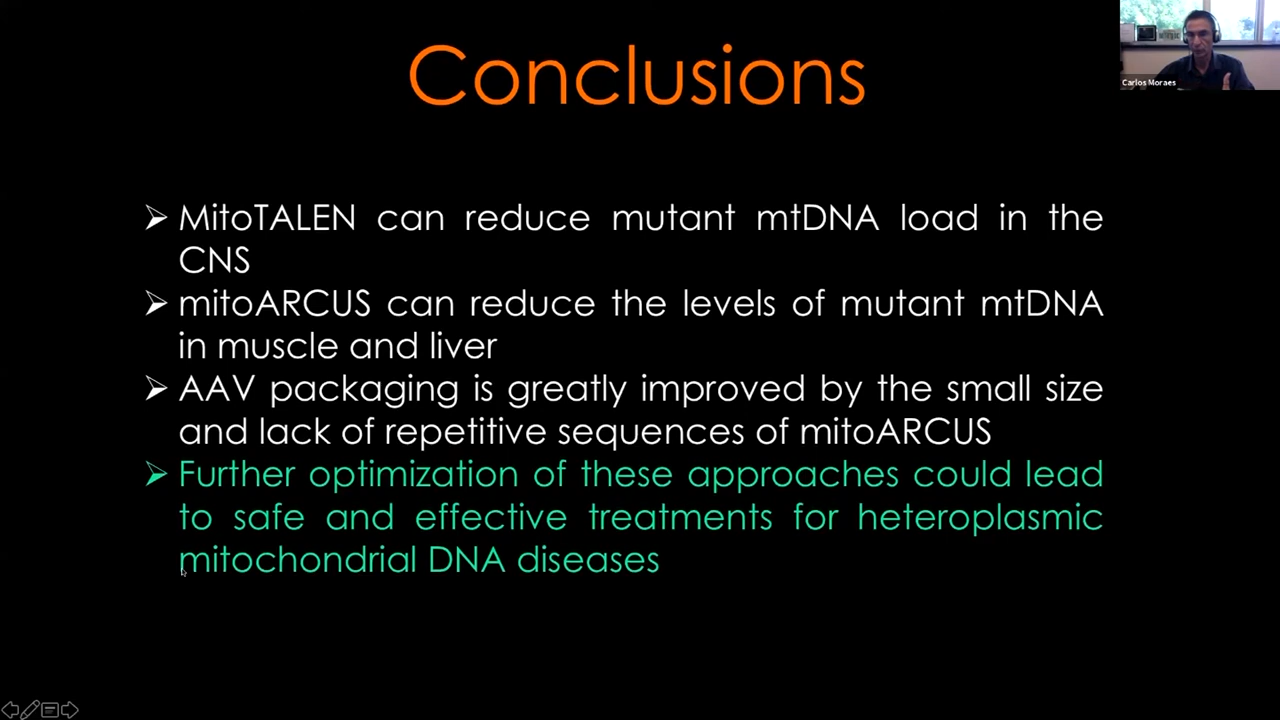 Conclusions
Carlos Moraes
➢ MitoTALEN can reduce mutant mtDNA load in the
CNS
➢ mitoARCUS can reduce the levels of mutant mtDNA
in muscle and liver
➢ AAV packaging is greatly improved by the small size
and lack of repetitive sequences of mitoARCUS
➢ Further optimization of these approaches could lead
to safe and effective treatments for heteroplasmic
mitochondrial DNA diseases